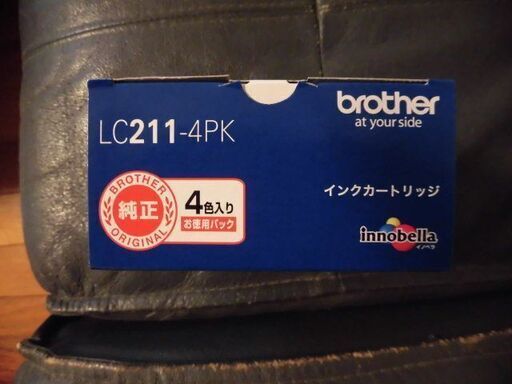 brother
at your side
LC211-4PK
BROTHER
純正
ORIGINAL
4色入り
お徳用パック
インクカートリッジ
innobella
イノベラ